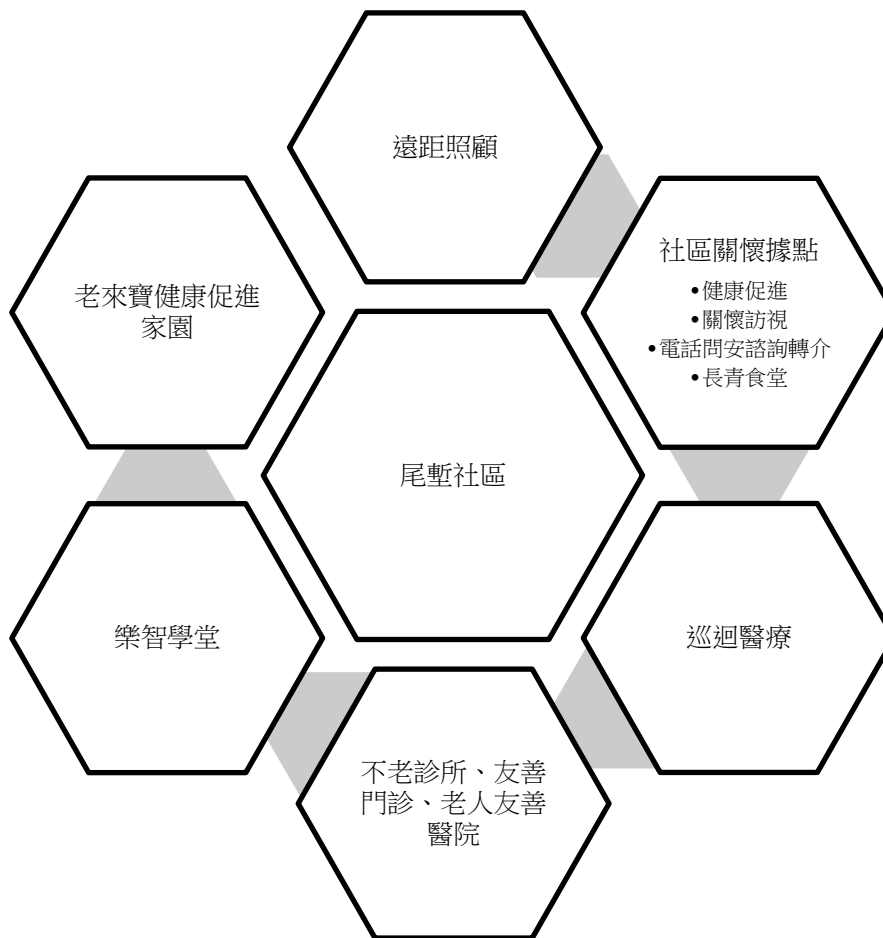 遠距照顧
社區關懷據點
•健康促進
•關懷訪視
•電話問安諮詢轉介
•長青食堂
老來寶健康促進
家園
尾塹社區
樂智學堂
巡迴醫療
不老診所、友善
門診、老人友善
醫院